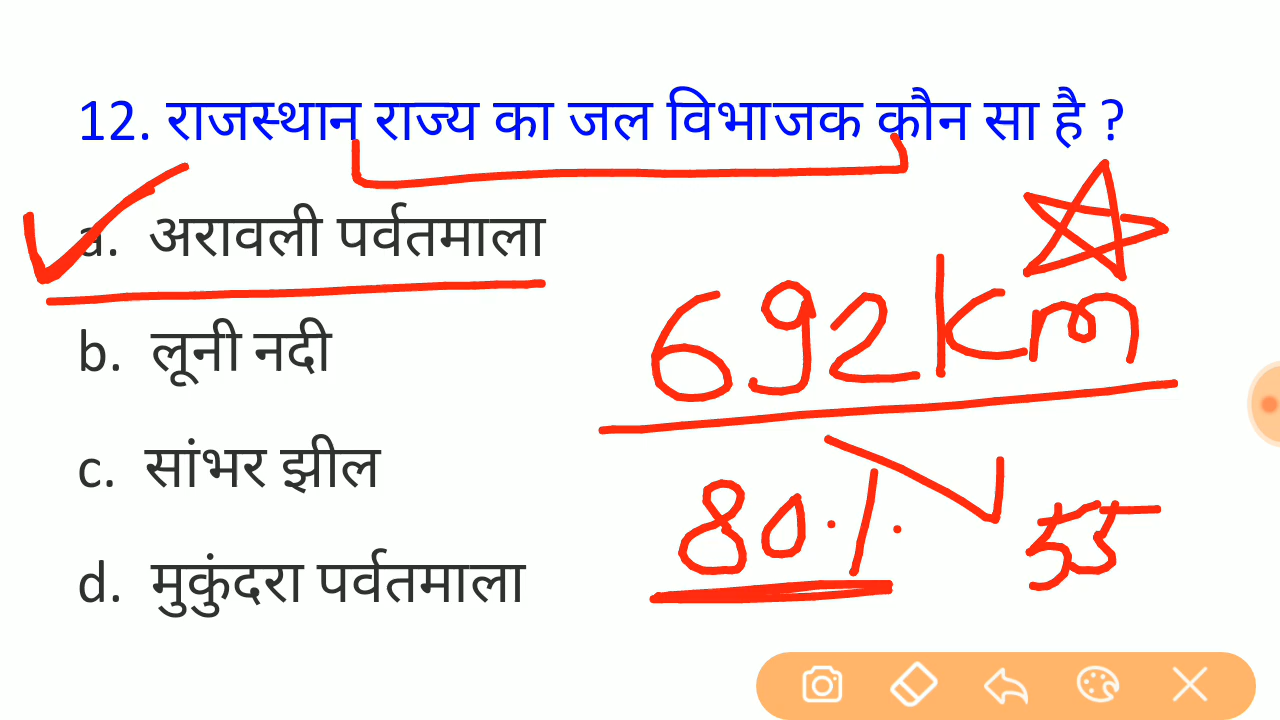 12. राजस्थान राज्य का जल विभाजक कौन सा है ?
a. अरावली पर्वतमाला
692km
b. लूनी नदी
c. सांभर झील
80%
55
d. मुकुंदरा पर्वतमाला